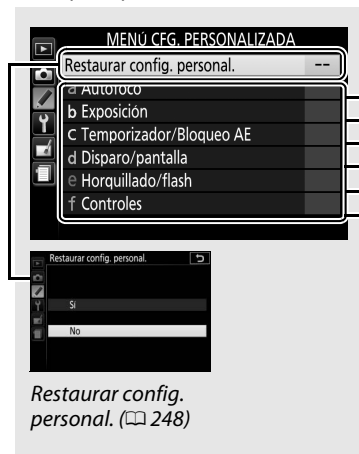 MENÚ CFG. PERSONALIZADA
Restaurar config. personal. --
a Autofoco
b Exposición
c Temporizador/Bloqueo AE
d Disparo/pantalla
e Horquillado/flash
f Controles
Restaurar config. personal.
Sí
No
Restaurar config.
personal. (📖 248)